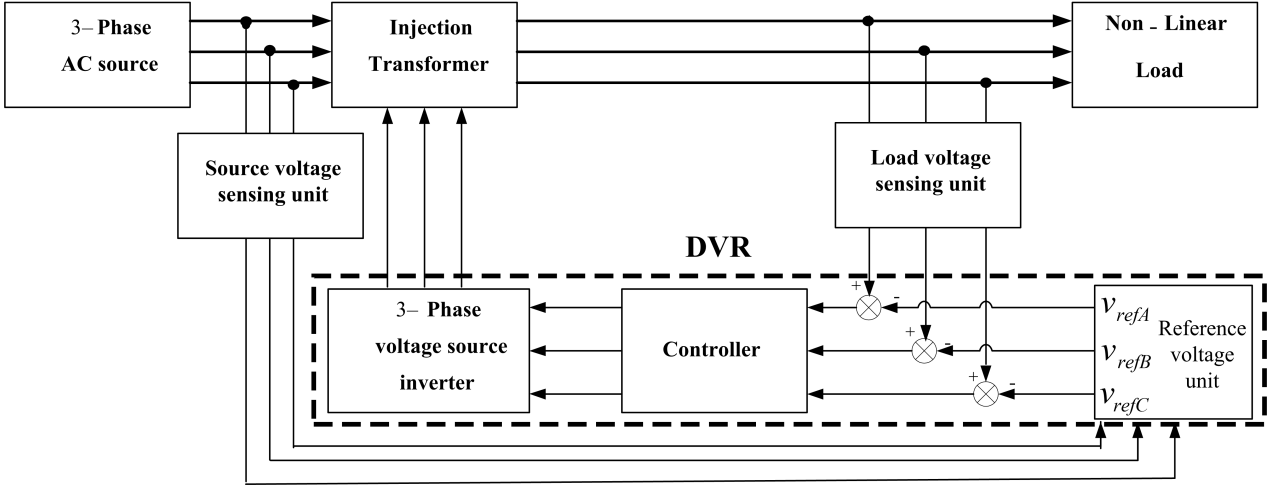 3– Phase
AC source
Injection
Transformer
Non - Linear
Load
Source voltage
sensing unit
Load voltage
sensing unit
DVR
3– Phase
voltage source
inverter
Controller
+
-
+
-
+
-
v_refA
v_refB
v_refC
Reference
voltage
unit